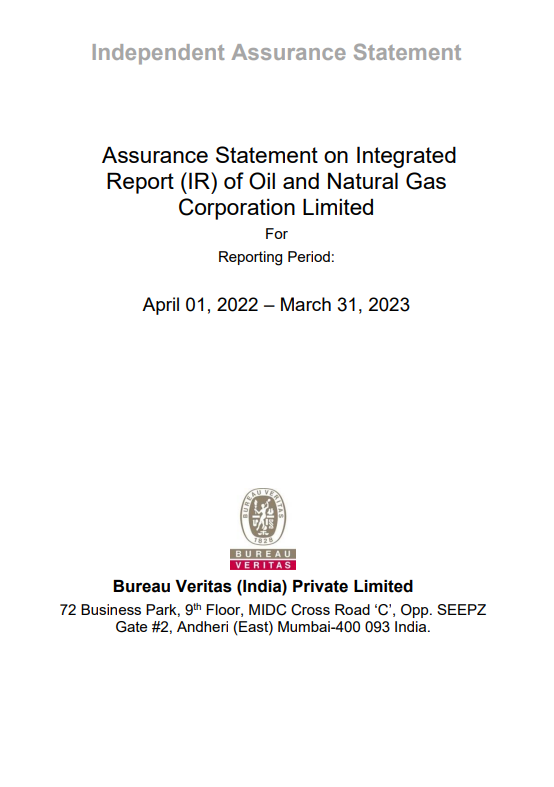 Independent Assurance Statement
Assurance Statement on Integrated
Report (IR) of Oil and Natural Gas
Corporation Limited
For
Reporting Period:
April 01, 2022 – March 31, 2023
BUREAU VERITAS
1828
BUREAU
VERITAS
Bureau Veritas (India) Private Limited
72 Business Park, 9th Floor, MIDC Cross Road ‘C’, Opp. SEEPZ
Gate #2, Andheri (East) Mumbai-400 093 India.